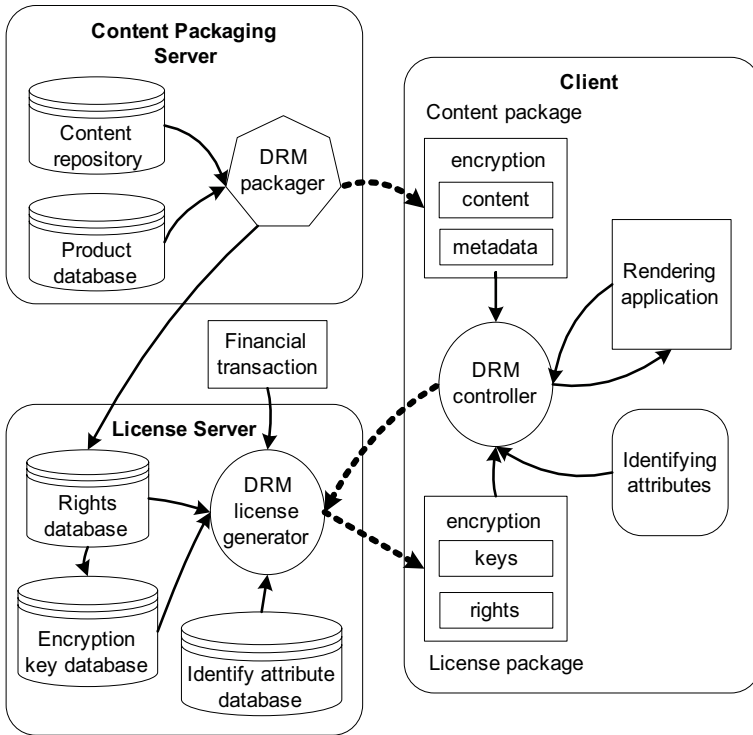 Content Packaging
Server
Content
repository
DRM
packager
Product
database
Client
Content package
encryption
content
metadata
Rendering
application
Financial
transaction
DRM
controller
License Server
Rights
database
DRM
license
generator
Identifying
attributes
encryption
keys
rights
Encryption
key database
Identify attribute
database
License package